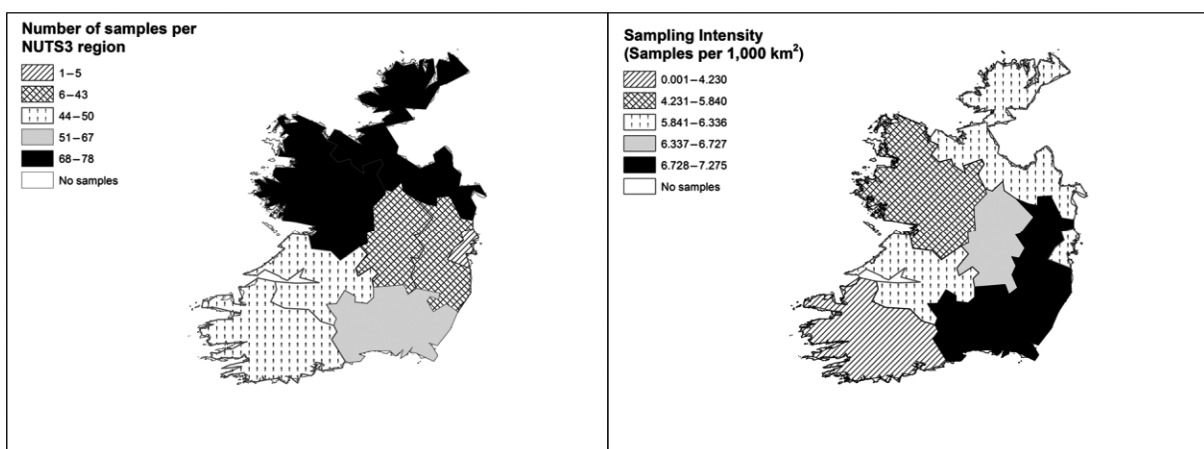 Number of samples per
NUTS3 region
1–5
6–43
44–50
51–67
68–78
No samples
Sampling Intensity
(Samples per 1,000 km²)
0.001–4.230
4.231–5.840
5.841–6.336
6.337–6.727
6.728–7.275
No samples